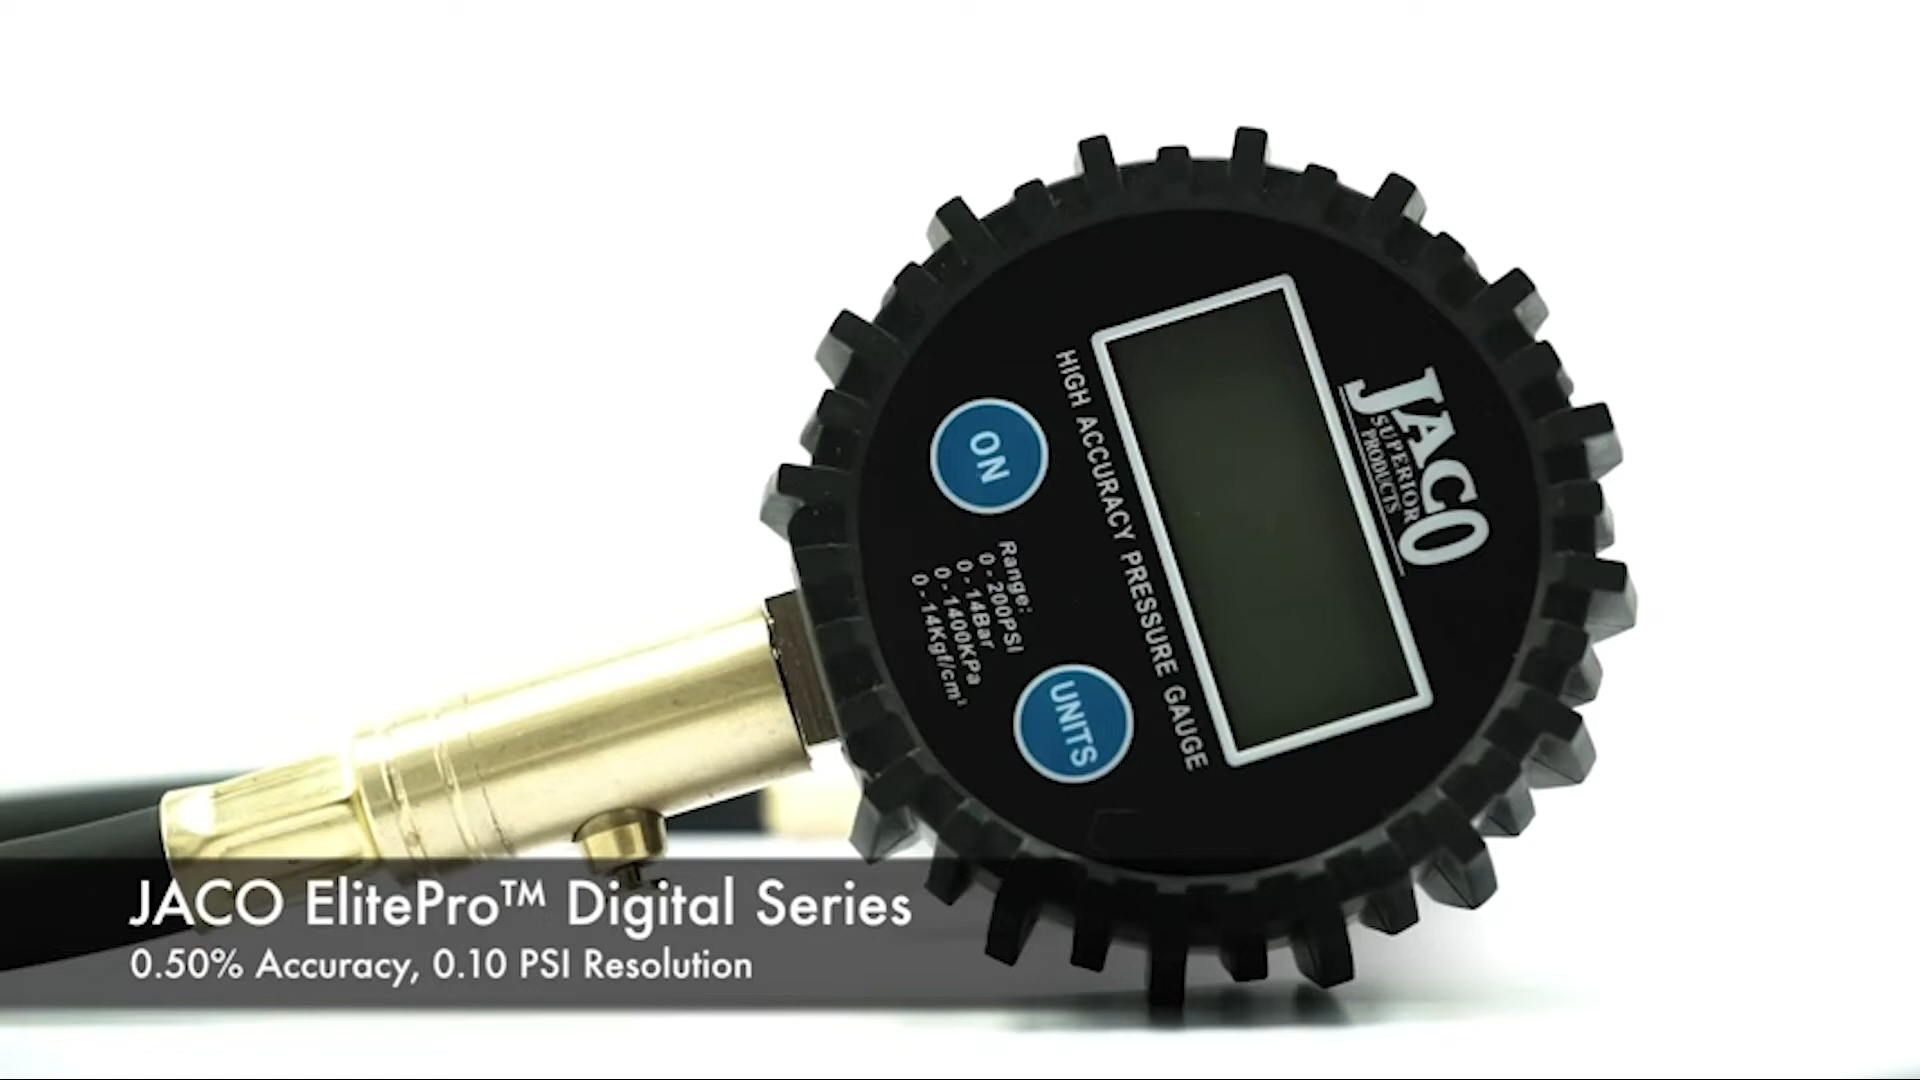 JACO
SUPERIOR
PRODUCTS
HIGH ACCURACY PRESSURE GAUGE
ON
UNITS
Range:
0-200PSI
0-14Bar
0-1400KPa
0-14Kgf/cm²
JACO ElitePro™ Digital Series
0.50% Accuracy, 0.10 PSI Resolution